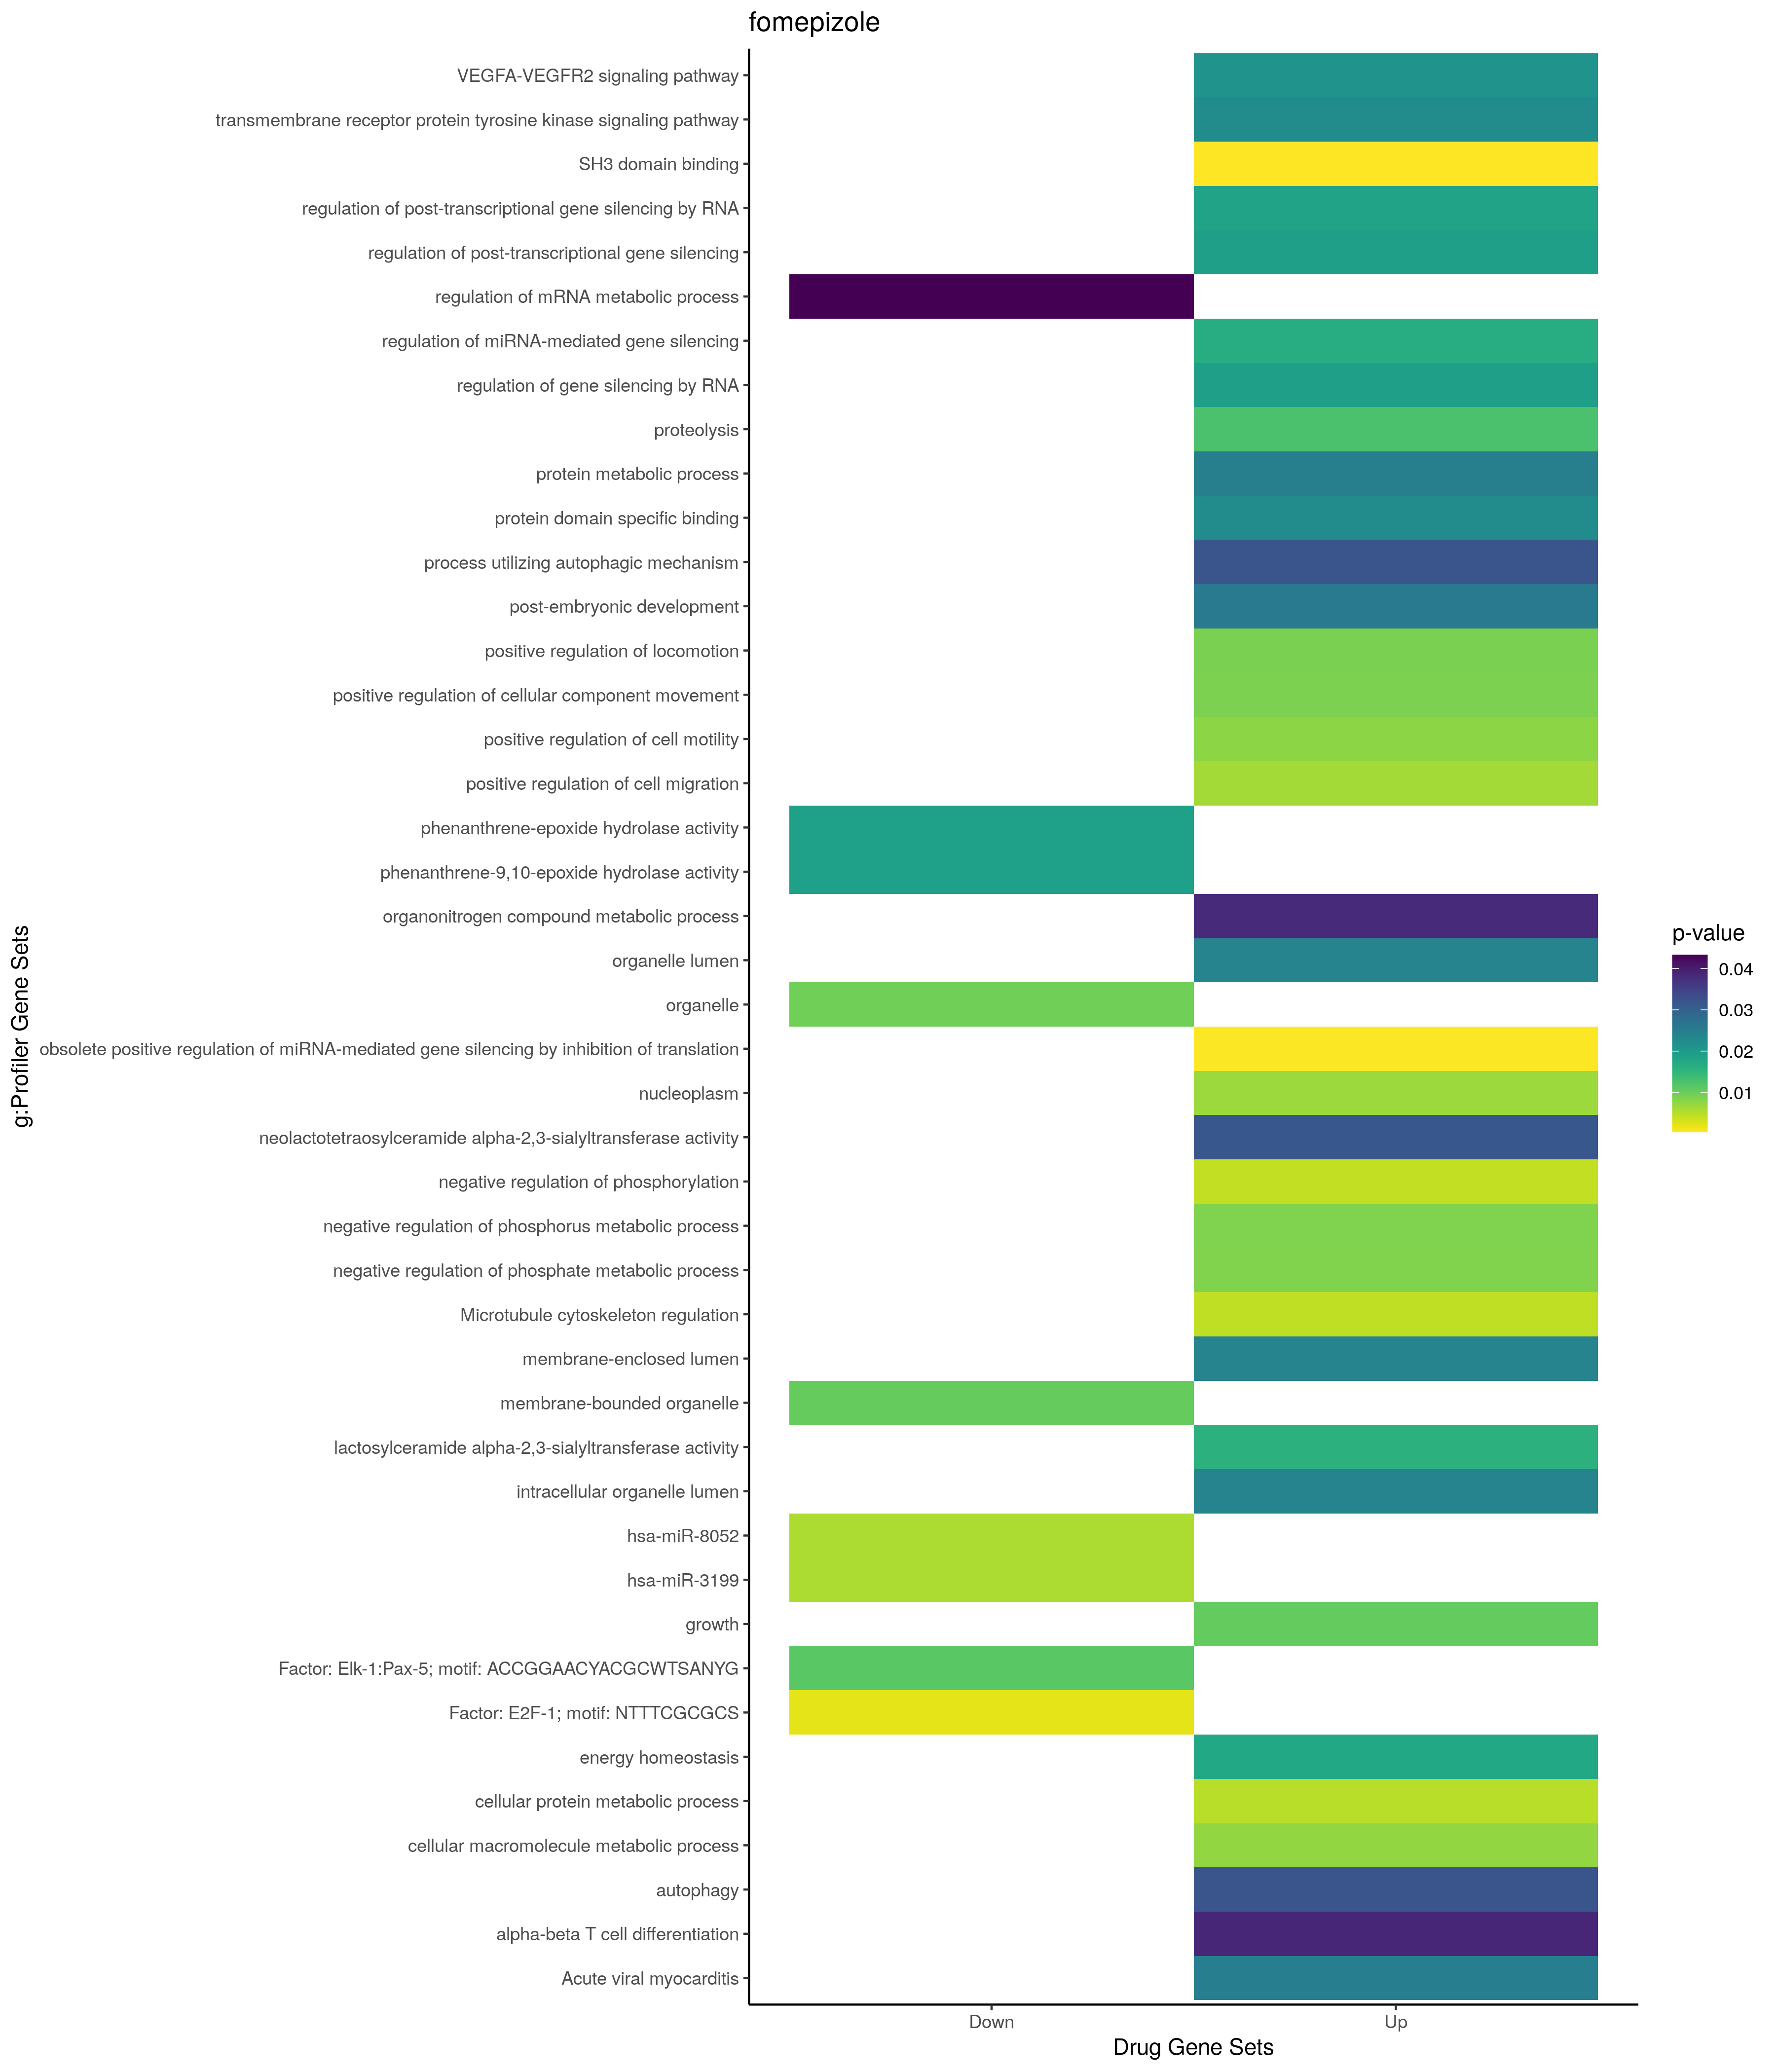 fomepizole
g:Profiler Gene Sets
VEGFA-VEGFR2 signaling pathway
transmembrane receptor protein tyrosine kinase signaling pathway
SH3 domain binding
regulation of post-transcriptional gene silencing by RNA
regulation of post-transcriptional gene silencing
regulation of mRNA metabolic process
regulation of miRNA-mediated gene silencing
regulation of gene silencing by RNA
proteolysis
protein metabolic process
protein domain specific binding
process utilizing autophagic mechanism
post-embryonic development
positive regulation of locomotion
positive regulation of cellular component movement
positive regulation of cell motility
positive regulation of cell migration
phenanthrene-epoxide hydrolase activity
phenanthrene-9,10-epoxide hydrolase activity
organonitrogen compound metabolic process
organelle lumen
organelle
obsolete positive regulation of miRNA-mediated gene silencing by inhibition of translation
nucleoplasm
neolactotetraosylceramide alpha-2,3-sialyltransferase activity
negative regulation of phosphorylation
negative regulation of phosphorus metabolic process
negative regulation of phosphate metabolic process
Microtubule cytoskeleton regulation
membrane-enclosed lumen
membrane-bounded organelle
lactosylceramide alpha-2,3-sialyltransferase activity
intracellular organelle lumen
hsa-miR-8052
hsa-miR-3199
growth
Factor: Elk-1:Pax-5; motif: ACCGGAACYACGCWTSANYG
Factor: E2F-1; motif: NTTTCGCGCS
energy homeostasis
cellular protein metabolic process
cellular macromolecule metabolic process
autophagy
alpha-beta T cell differentiation
Acute viral myocarditis
Down
Up
Drug Gene Sets
p-value
0.04
0.03
0.02
0.01